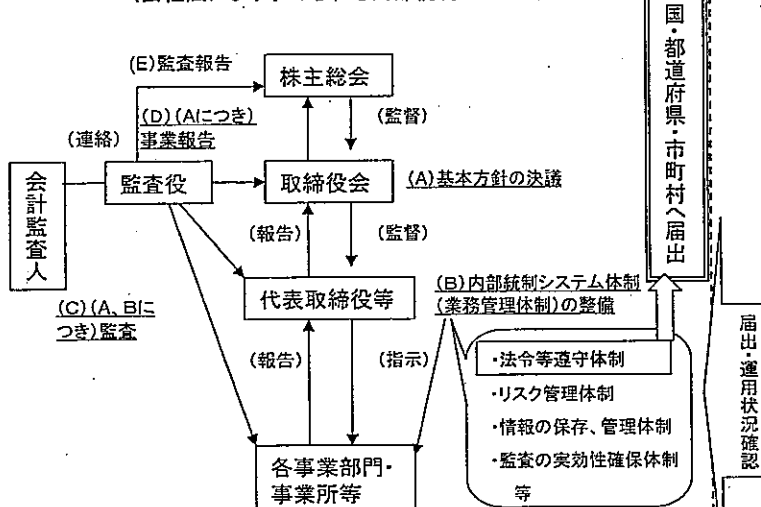 国・都道府県・市町村へ届出
(E)監査報告
株主総会
(D)(Aにつき)
事業報告
(監督)
(連絡)
会計監査人
監査役
取締役会
(A)基本方針の決議
(報告)
(監督)
代表取締役等
(B)内部統制システム体制
(業務管理体制)の整備
(C)(A、Bに
つき)監査
(報告)
(指示)
・法令等遵守体制
・リスク管理体制
・情報の保存、管理体制
・監査の実効性確保体制
等
各事業部門・
事業所等
届出・運用状況確認